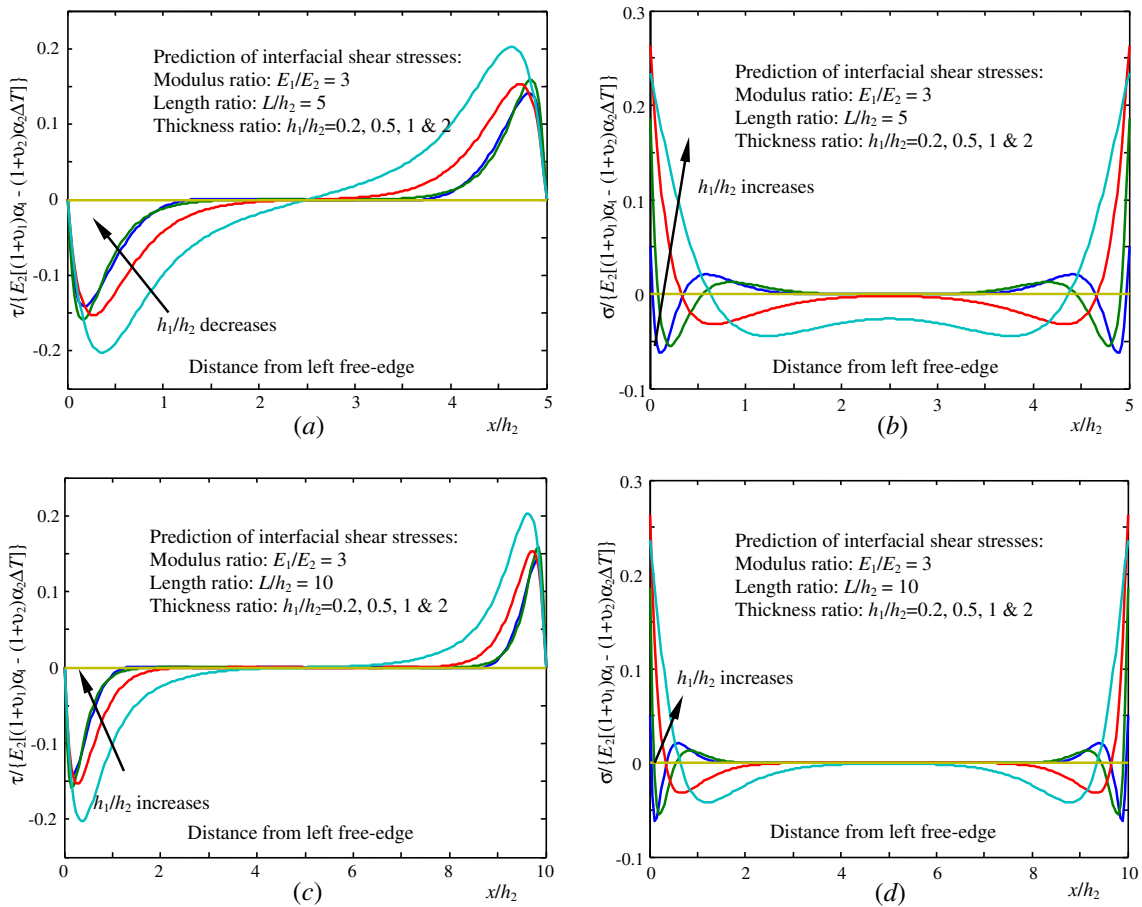 0.2
0.1
0
-0.1
-0.2
τ/{E₂[(1+υ₁)α₁ - (1+υ₂)α₂ΔT]}
Prediction of interfacial shear stresses:
Modulus ratio: E₁/E₂ = 3
Length ratio: L/h₂ = 5
Thickness ratio: h₁/h₂=0.2, 0.5, 1 & 2
h₁/h₂ decreases
Distance from left free-edge
0 1 2 3 4 5
(a)
x/h₂
0.3
0.2
0.1
0
-0.1
σ/{E₂[(1+υ₁)α₁ - (1+υ₂)α₂ΔT]}
Prediction of interfacial shear stresses:
Modulus ratio: E₁/E₂ = 3
Length ratio: L/h₂ = 5
Thickness ratio: h₁/h₂=0.2, 0.5, 1 & 2
h₁/h₂ increases
Distance from left free-edge
0 1 2 3 4 5
(b)
x/h₂
0.2
0.1
0
-0.1
-0.2
τ/{E₂[(1+υ₁)α₁ - (1+υ₂)α₂ΔT]}
Prediction of interfacial shear stresses:
Modulus ratio: E₁/E₂ = 3
Length ratio: L/h₂ = 10
Thickness ratio: h₁/h₂=0.2, 0.5, 1 & 2
h₁/h₂ increases
Distance from left free-edge
0 2 4 6 8 10
(c)
x/h₂
0.3
0.2
0.1
0
-0.1
σ/{E₂[(1+υ₁)α₁ - (1+υ₂)α₂ΔT]}
Prediction of interfacial shear stresses:
Modulus ratio: E₁/E₂ = 3
Length ratio: L/h₂ = 10
Thickness ratio: h₁/h₂=0.2, 0.5, 1 & 2
h₁/h₂ increases
Distance from left free-edge
0 2 4 6 8 10
(d)
x/h₂